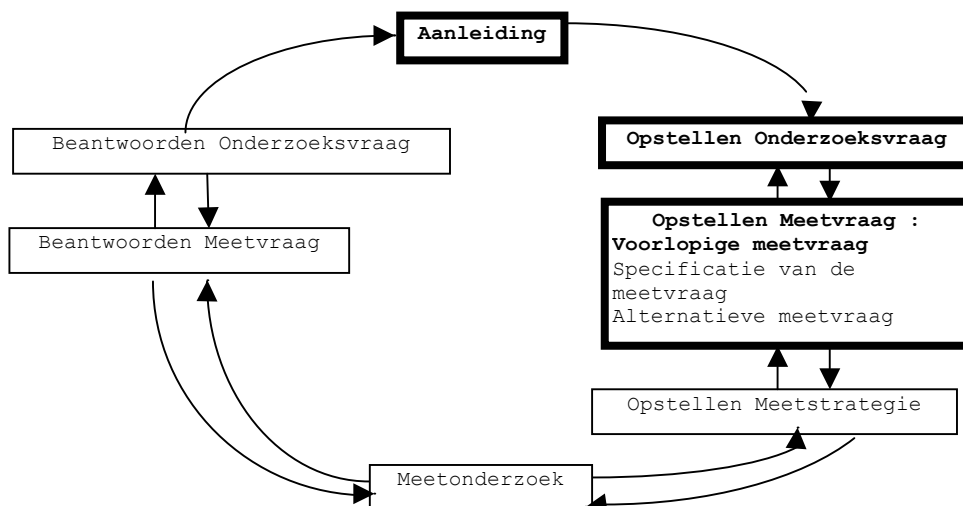 Aanleiding
Beantwoorden Onderzoeksvraag
Opstellen Onderzoeksvraag
Beantwoorden Meetvraag
Opstellen Meetvraag :
Voorlopige meetvraag
Specificatie van de
meetvraag
Alternatieve meetvraag
Opstellen Meetstrategie
Meetonderzoek